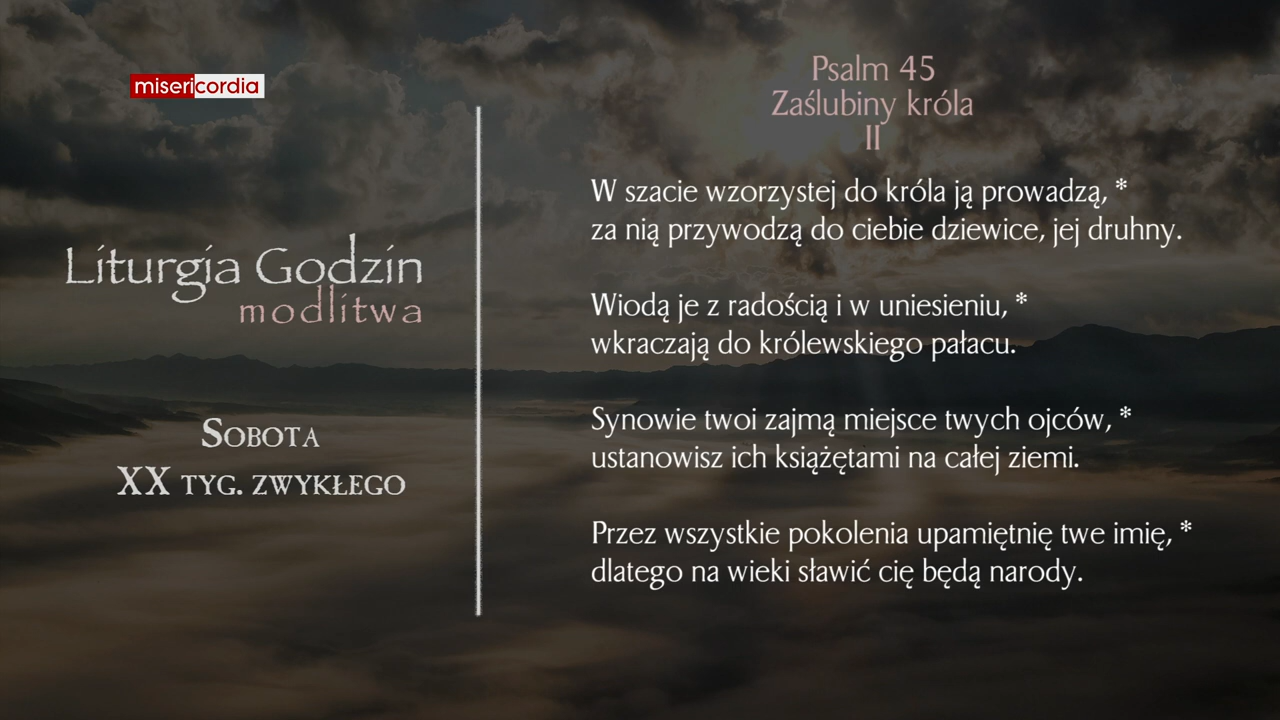 misericordia
Liturgia Godzin
modlitwa
Sobota
XX tyg. zwykłego
Psalm 45
Zaślubiny króla
II
W szacie wzorzystej do króla ją prowadzą, *
za nią przywodzą do ciebie dziewice, jej druhny.
Wiodą je z radością i w uniesieniu, *
wkraczają do królewskiego pałacu.
Synowie twoi zajmą miejsce twych ojców, *
ustanowisz ich książętami na całej ziemi.
Przez wszystkie pokolenia upamiętnię twe imię, *
dlatego na wieki sławić cię będą narody.